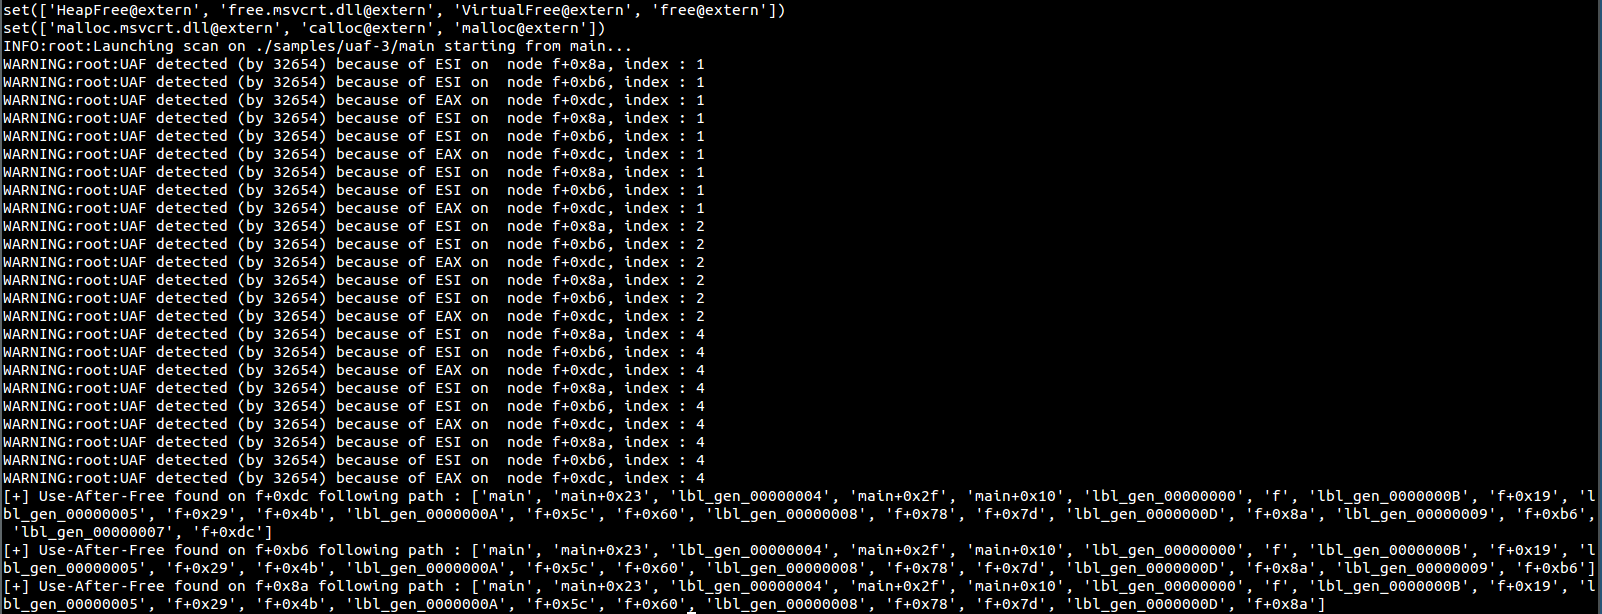 set(['HeapFree@extern', 'free.msvcrt.dll@extern', 'VirtualFree@extern', 'free@extern'])
set(['malloc.msvcrt.dll@extern', 'calloc@extern', 'malloc@extern'])
INFO:root:Launching scan on ./samples/uaf-3/main starting from main...
WARNING:root:UAF detected (by 32654) because of ESI on  node f+0x8a, index : 1
WARNING:root:UAF detected (by 32654) because of ESI on  node f+0xb6, index : 1
WARNING:root:UAF detected (by 32654) because of EAX on  node f+0xdc, index : 1
WARNING:root:UAF detected (by 32654) because of ESI on  node f+0x8a, index : 1
WARNING:root:UAF detected (by 32654) because of ESI on  node f+0xb6, index : 1
WARNING:root:UAF detected (by 32654) because of EAX on  node f+0xdc, index : 1
WARNING:root:UAF detected (by 32654) because of ESI on  node f+0x8a, index : 1
WARNING:root:UAF detected (by 32654) because of ESI on  node f+0xb6, index : 1
WARNING:root:UAF detected (by 32654) because of EAX on  node f+0xdc, index : 1
WARNING:root:UAF detected (by 32654) because of ESI on  node f+0x8a, index : 2
WARNING:root:UAF detected (by 32654) because of ESI on  node f+0xb6, index : 2
WARNING:root:UAF detected (by 32654) because of EAX on  node f+0xdc, index : 2
WARNING:root:UAF detected (by 32654) because of ESI on  node f+0x8a, index : 2
WARNING:root:UAF detected (by 32654) because of ESI on  node f+0xb6, index : 2
WARNING:root:UAF detected (by 32654) because of EAX on  node f+0xdc, index : 2
WARNING:root:UAF detected (by 32654) because of ESI on  node f+0x8a, index : 4
WARNING:root:UAF detected (by 32654) because of ESI on  node f+0xb6, index : 4
WARNING:root:UAF detected (by 32654) because of EAX on  node f+0xdc, index : 4
WARNING:root:UAF detected (by 32654) because of ESI on  node f+0x8a, index : 4
WARNING:root:UAF detected (by 32654) because of ESI on  node f+0xb6, index : 4
WARNING:root:UAF detected (by 32654) because of EAX on  node f+0xdc, index : 4
WARNING:root:UAF detected (by 32654) because of ESI on  node f+0x8a, index : 4
WARNING:root:UAF detected (by 32654) because of ESI on  node f+0xb6, index : 4
WARNING:root:UAF detected (by 32654) because of EAX on  node f+0xdc, index : 4
[+] Use-After-Free found on f+0xdc following path : ['main', 'main+0x23', 'lbl_gen_00000004', 'main+0x2f', 'main+0x10', 'lbl_gen_00000000', 'f', 'lbl_gen_0000000B', 'f+0x19', 'l
bl_gen_00000005', 'f+0x29', 'f+0x4b', 'lbl_gen_0000000A', 'f+0x5c', 'f+0x60', 'lbl_gen_00000008', 'f+0x78', 'f+0x7d', 'lbl_gen_0000000D', 'f+0x8a', 'lbl_gen_00000009', 'f+0xb6',
 'lbl_gen_00000007', 'f+0xdc']
[+] Use-After-Free found on f+0xb6 following path : ['main', 'main+0x23', 'lbl_gen_00000004', 'main+0x2f', 'main+0x10', 'lbl_gen_00000000', 'f', 'lbl_gen_0000000B', 'f+0x19', 'l
bl_gen_00000005', 'f+0x29', 'f+0x4b', 'lbl_gen_0000000A', 'f+0x5c', 'f+0x60', 'lbl_gen_00000008', 'f+0x78', 'f+0x7d', 'lbl_gen_0000000D', 'f+0x8a', 'lbl_gen_00000009', 'f+0xb6']
[+] Use-After-Free found on f+0x8a following path : ['main', 'main+0x23', 'lbl_gen_00000004', 'main+0x2f', 'main+0x10', 'lbl_gen_00000000', 'f', 'lbl_gen_0000000B', 'f+0x19', 'l
bl_gen_00000005', 'f+0x29', 'f+0x4b', 'lbl_gen_0000000A', 'f+0x5c', 'f+0x60', 'lbl_gen_00000008', 'f+0x78', 'f+0x7d', 'lbl_gen_0000000D', 'f+0x8a']